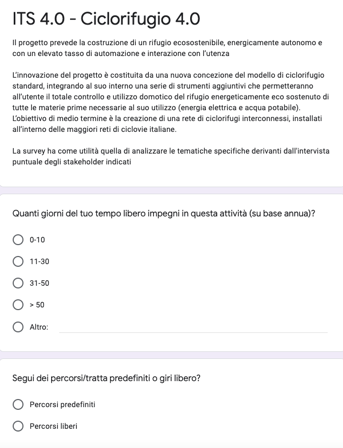 ITS 4.0 - Ciclorifugio 4.0
Il progetto prevede la costruzione di un rifugio ecosostenibile, energicamente autonomo e
con un elevato tasso di automazione e interazione con l'utenza
L'innovazione del progetto è costituita da una nuova concezione del modello di ciclorifugio
standard, integrando al suo interno una serie di strumenti aggiuntivi che permetteranno
all'utente il totale controllo e utilizzo domotico del rifugio energeticamente eco sostenuto di
tutte le materie prime necessarie al suo utilizzo (energia elettrica e acqua potabile).
L'obiettivo di medio termine è la creazione di una rete di ciclorifugi interconnessi, installati
all'interno delle maggiori reti di ciclovie italiane.
La survey ha come utilità quella di analizzare le tematiche specifiche derivanti dall'intervista
puntuale degli stakeholder indicati
Quanti giorni del tuo tempo libero impegni in questa attività (su base annua)?
0-10
11-30
31-50
> 50
Altro:
Segui dei percorsi/tratta predefiniti o giri libero?
Percorsi predefiniti
Percorsi liberi